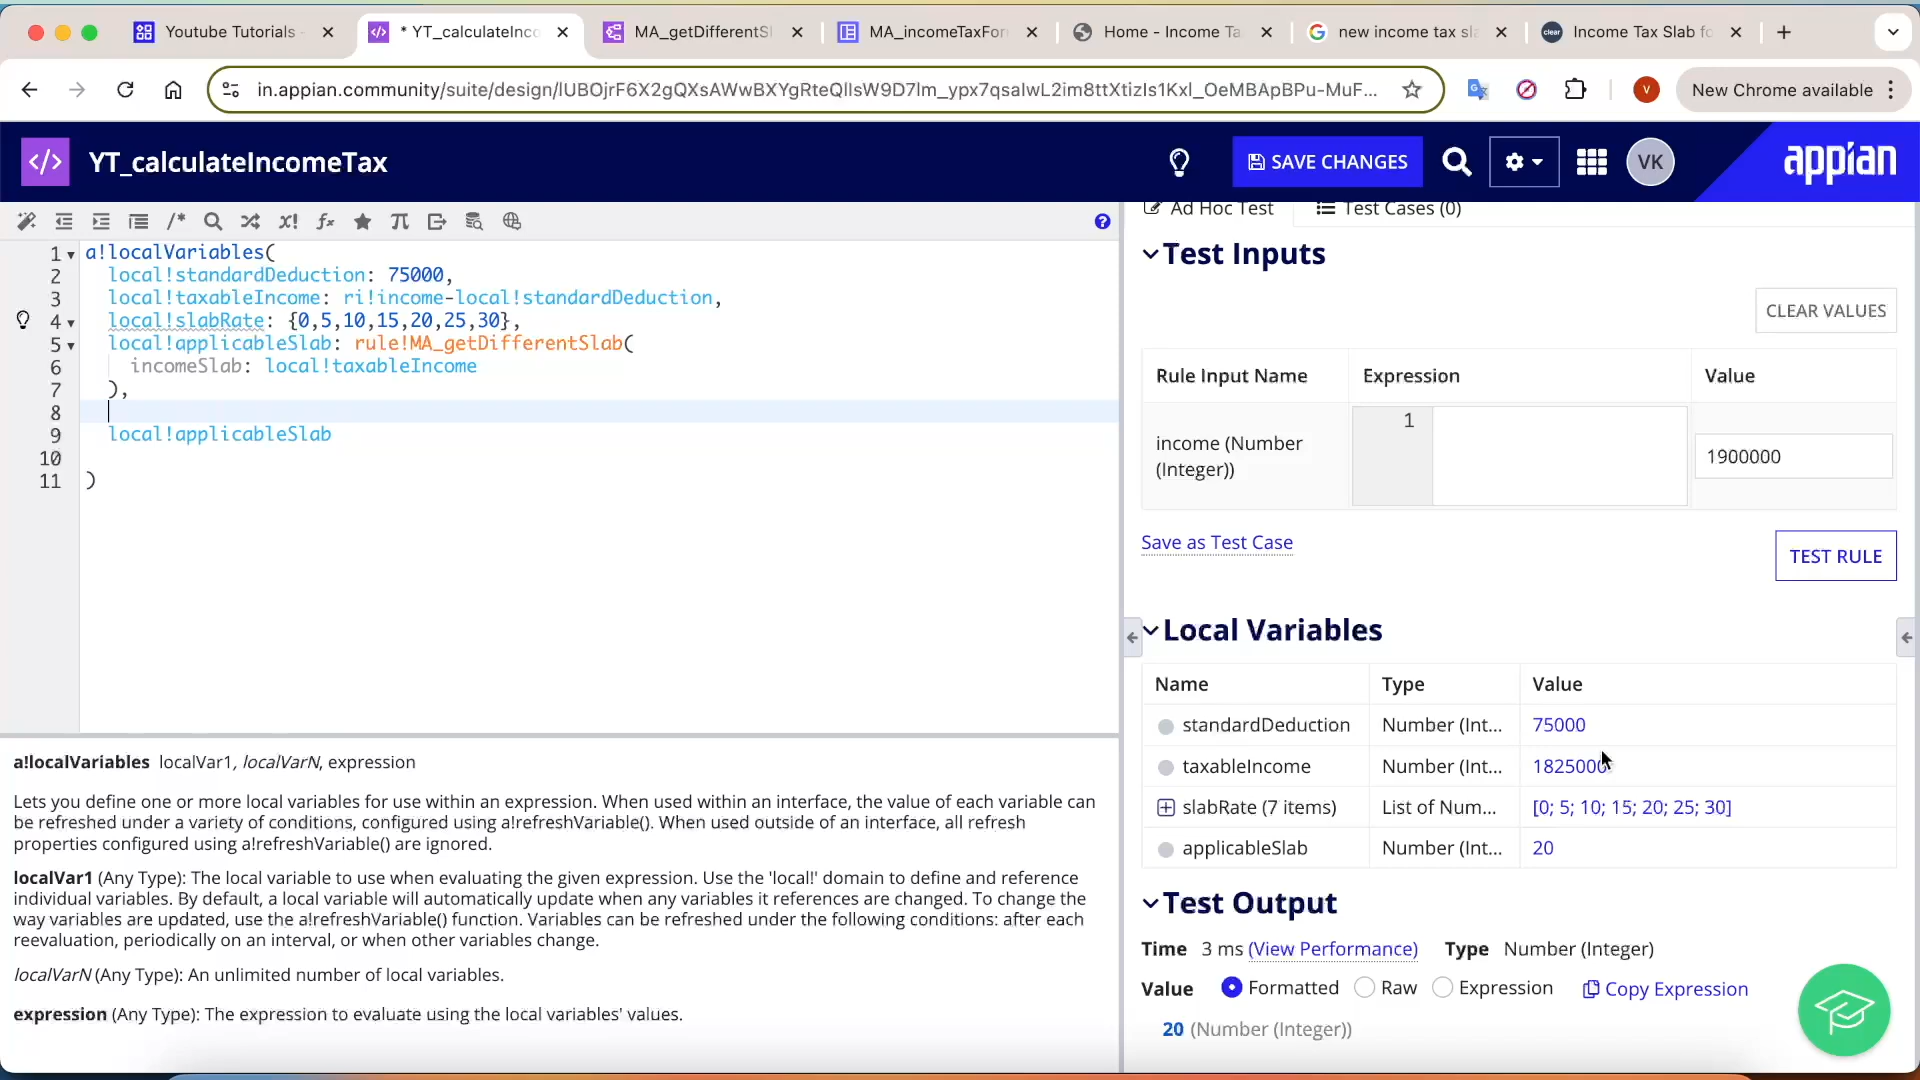 Youtube Tutorials -
* YT_calculateInco
MA_getDifferentSl
MA_incomeTaxFor
Home - Income Ta
new income tax sla
clear
Income Tax Slab fo
in.appian.community/suite/design/lUBOjrF6X2gQXsAWwBXYgRteQllsW9D7lm_ypx7qsaIwL2im8ttXtizIs1Kxl_OeMBApBPu-MuF...
V
New Chrome available
YT_calculateIncomeTax
SAVE CHANGES
VK
appian
1 a!localVariables(
2 local!standardDeduction: 75000,
3 local!taxableIncome: ri!income-local!standardDeduction,
4 local!slabRate: {0,5,10,15,20,25,30},
5 local!applicableSlab: rule!MA_getDifferentSlab(
6 incomeSlab: local!taxableIncome
7 ),
8
9 local!applicableSlab
10
11 )
a!localVariables localVar1, localVarN, expression
Lets you define one or more local variables for use within an expression. When used within an interface, the value of each variable can
be refreshed under a variety of conditions, configured using a!refreshVariable(). When used outside of an interface, all refresh
properties configured using a!refreshVariable() are ignored.
localVar1 (Any Type): The local variable to use when evaluating the given expression. Use the 'local!' domain to define and reference
individual variables. By default, a local variable will automatically update when any variables it references are changed. To change the
way variables are updated, use the a!refreshVariable() function. Variables can be refreshed under the following conditions: after each
reevaluation, periodically on an interval, or when other variables change.
localVarN (Any Type): An unlimited number of local variables.
expression (Any Type): The expression to evaluate using the local variables' values.
Ad Hoc Test
Test Cases (0)
Test Inputs
CLEAR VALUES
Rule Input Name Expression Value
income (Number
(Integer))
1
1900000
Save as Test Case
TEST RULE
Local Variables
Name Type Value
standardDeduction Number (Int... 75000
taxableIncome Number (Int... 1825000
slabRate (7 items) List of Num... [0; 5; 10; 15; 20; 25; 30]
applicableSlab Number (Int... 20
Test Output
Time 3 ms (View Performance) Type Number (Integer)
Value Formatted Raw Expression Copy Expression
20 (Number (Integer))